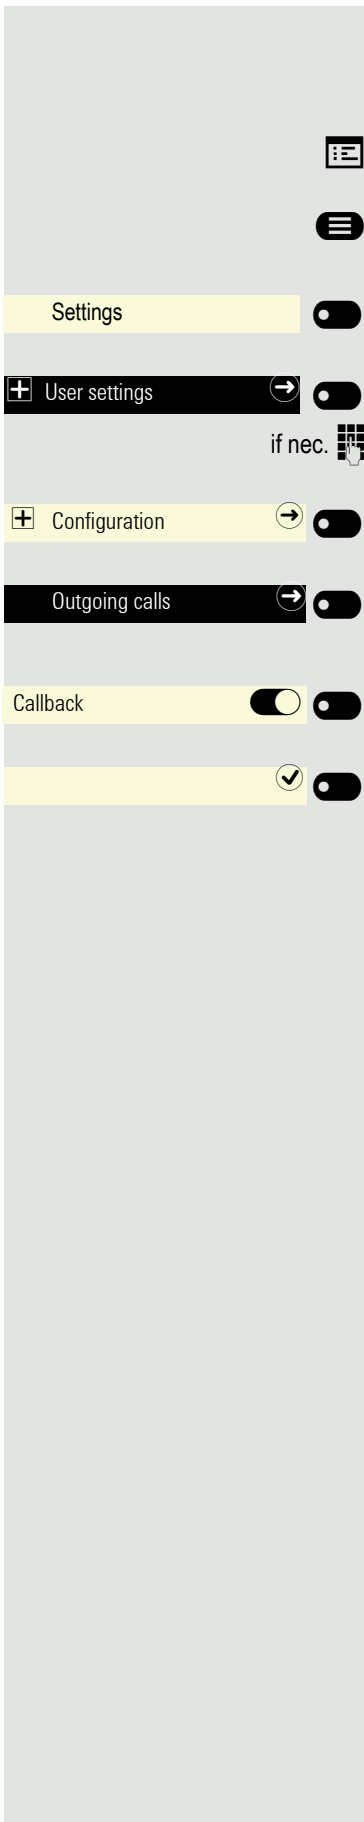 Settings
User settings
if nec.
Configuration
Outgoing calls
Callback